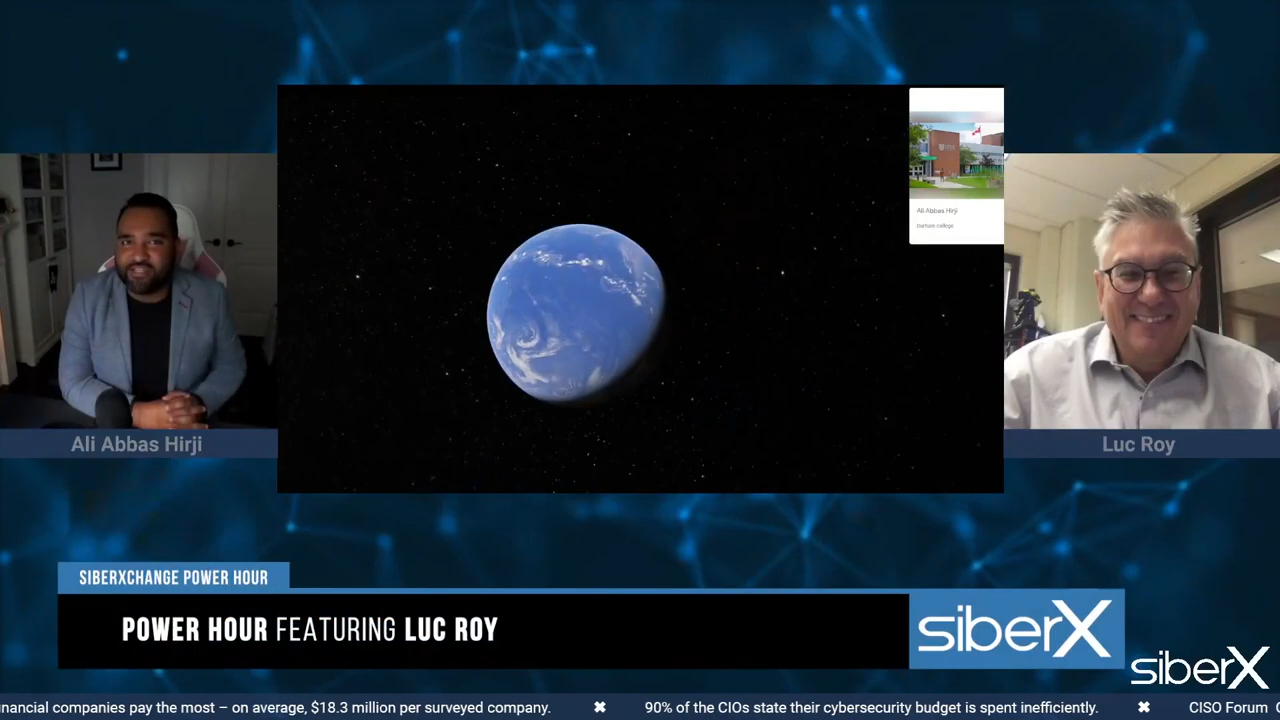 Ali Abbas Hirji
Durham college
Ali Abbas Hirji
Luc Roy
SIBERXCHANGE POWER HOUR
POWER HOUR FEATURING LUC ROY
siberX
siberX
nancial companies pay the most – on average, $18.3 million per surveyed company. ✖ 90% of the CIOs state their cybersecurity budget is spent inefficiently. ✖ CISO Forum